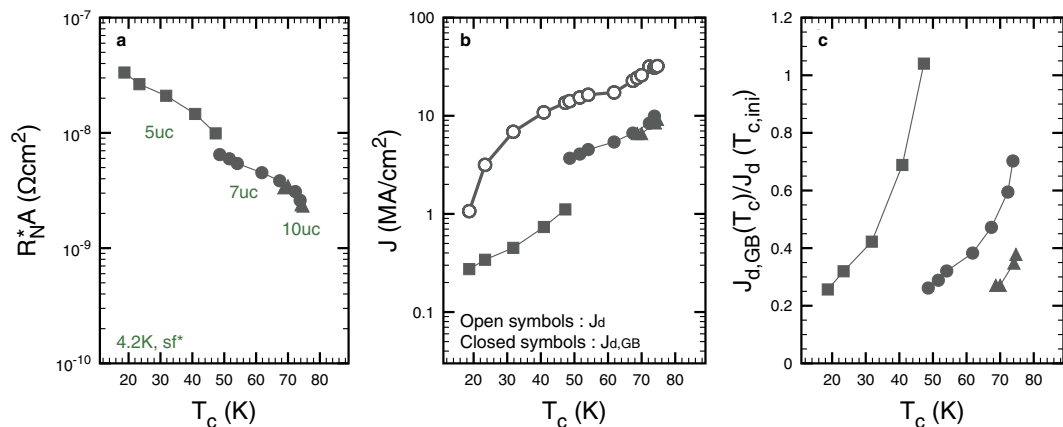 a
10⁻⁷
10⁻⁸
10⁻⁹
10⁻¹⁰
R*NA (Ωcm²)
5uc
7uc
10uc
4.2K, sf*
20 30 40 50 60 70 80
Tc (K)
b
100
10
1
0.1
J (MA/cm²)
Open symbols : Jd
Closed symbols : Jd,GB
20 30 40 50 60 70 80
Tc (K)
c
1.2
1
0.8
0.6
0.4
0.2
0
Jd,GB(Tc)/Jd (Tc,ini)
20 30 40 50 60 70 80
Tc (K)